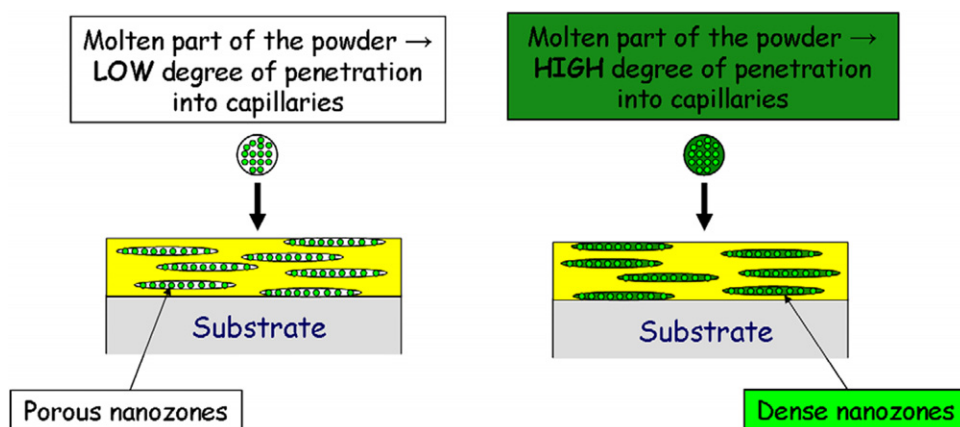 Molten part of the powder →
LOW degree of penetration
into capillaries
Molten part of the powder →
HIGH degree of penetration
into capillaries
Substrate
Substrate
Porous nanozones
Dense nanozones